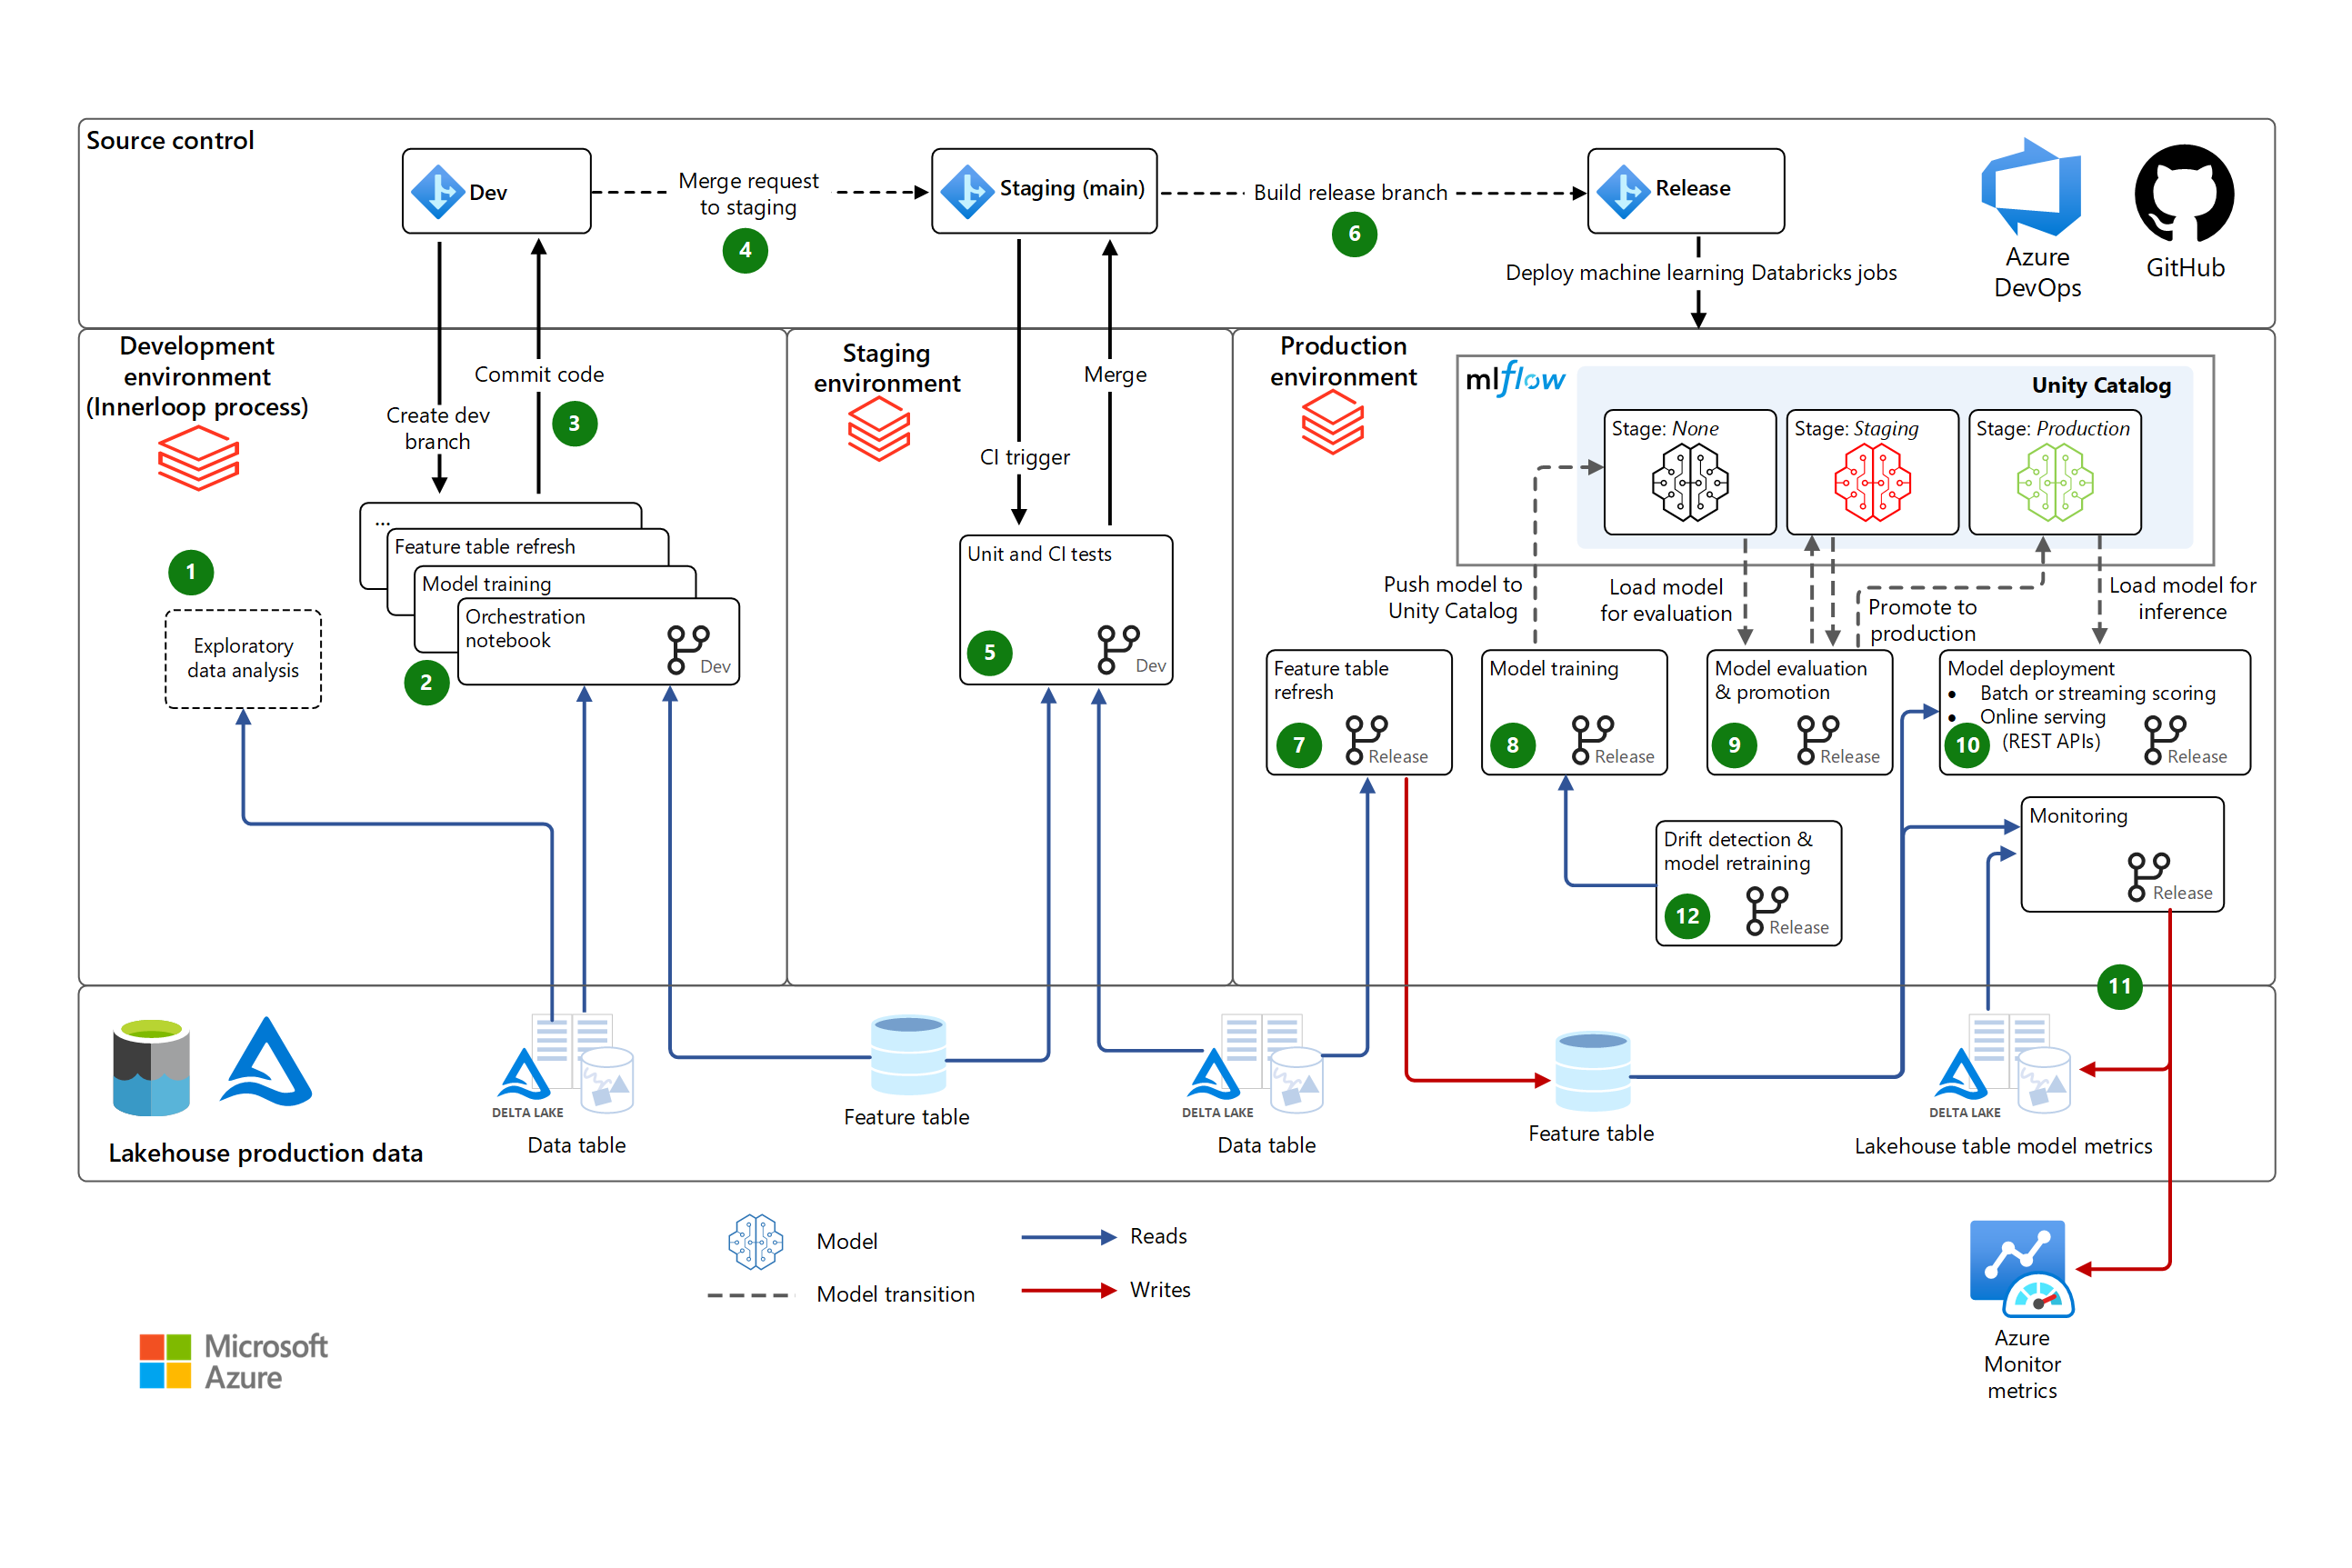 Source control
Dev
Merge request
to staging
4
Staging (main)
Build release branch
6
Release
Deploy machine learning Databricks jobs
Azure
DevOps
GitHub
Development
environment
(Innerloop process)
Create dev
branch
Commit code
3
1
Exploratory
data analysis
...
Feature table refresh
Model training
Orchestration
notebook
Dev
2
Staging
environment
CI trigger
Merge
Unit and CI tests
5
Dev
Production
environment
mlflow
Unity Catalog
Stage: None
Stage: Staging
Stage: Production
Push model to
Unity Catalog
Load model
for evaluation
Promote to
production
Load model for
inference
Feature table
refresh
7
Release
Model training
8
Release
Model evaluation
& promotion
9
Release
Model deployment
• Batch or streaming scoring
• Online serving
(REST APIs)
10
Release
Drift detection &
model retraining
12
Release
Monitoring
Release
11
Lakehouse production data
DELTA LAKE
Data table
Feature table
DELTA LAKE
Data table
Feature table
DELTA LAKE
Lakehouse table model metrics
Model
Reads
Model transition
Writes
Azure
Monitor
metrics
Microsoft
Azure